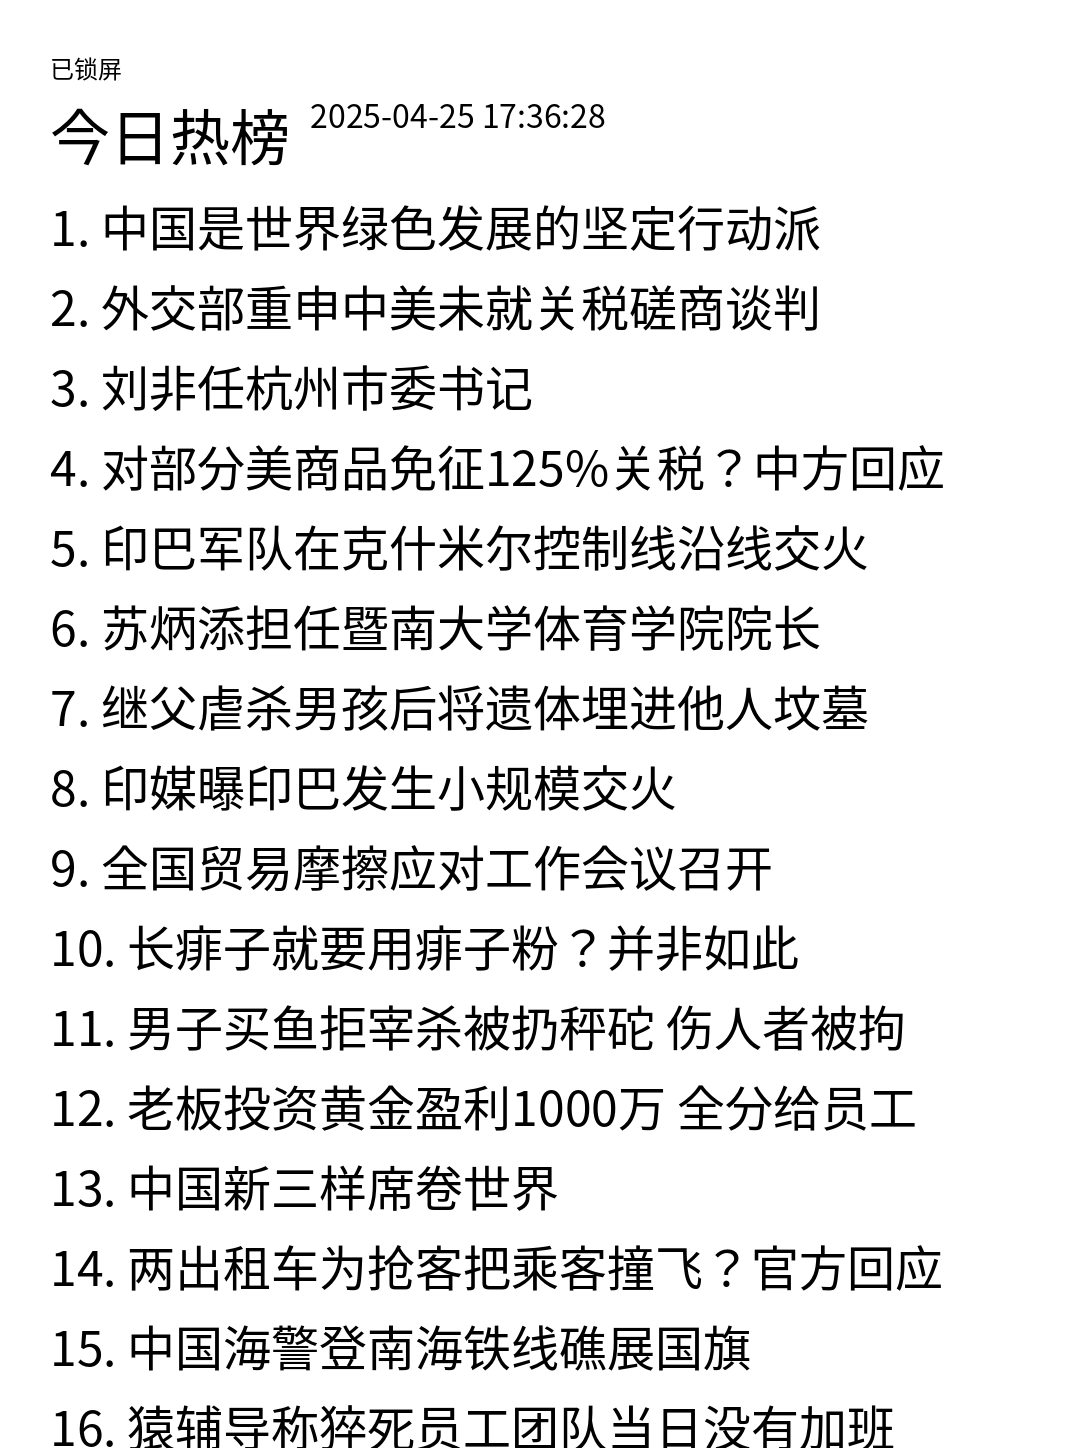 已锁屏
今日热榜 2025-04-25 17:36:28
1. 中国是世界绿色发展的坚定行动派
2. 外交部重申中美未就关税磋商谈判
3. 刘非任杭州市委书记
4. 对部分美商品免征125%关税？中方回应
5. 印巴军队在克什米尔控制线沿线交火
6. 苏炳添担任暨南大学体育学院院长
7. 继父虐杀男孩后将遗体埋进他人坟墓
8. 印媒曝印巴发生小规模交火
9. 全国贸易摩擦应对工作会议召开
10. 长痱子就要用痱子粉？并非如此
11. 男子买鱼拒宰杀被扔秤砣 伤人者被拘
12. 老板投资黄金盈利1000万 全分给员工
13. 中国新三样席卷世界
14. 两出租车为抢客把乘客撞飞？官方回应
15. 中国海警登南海铁线礁展国旗
16. 猿辅导称猝死员工团队当日没有加班